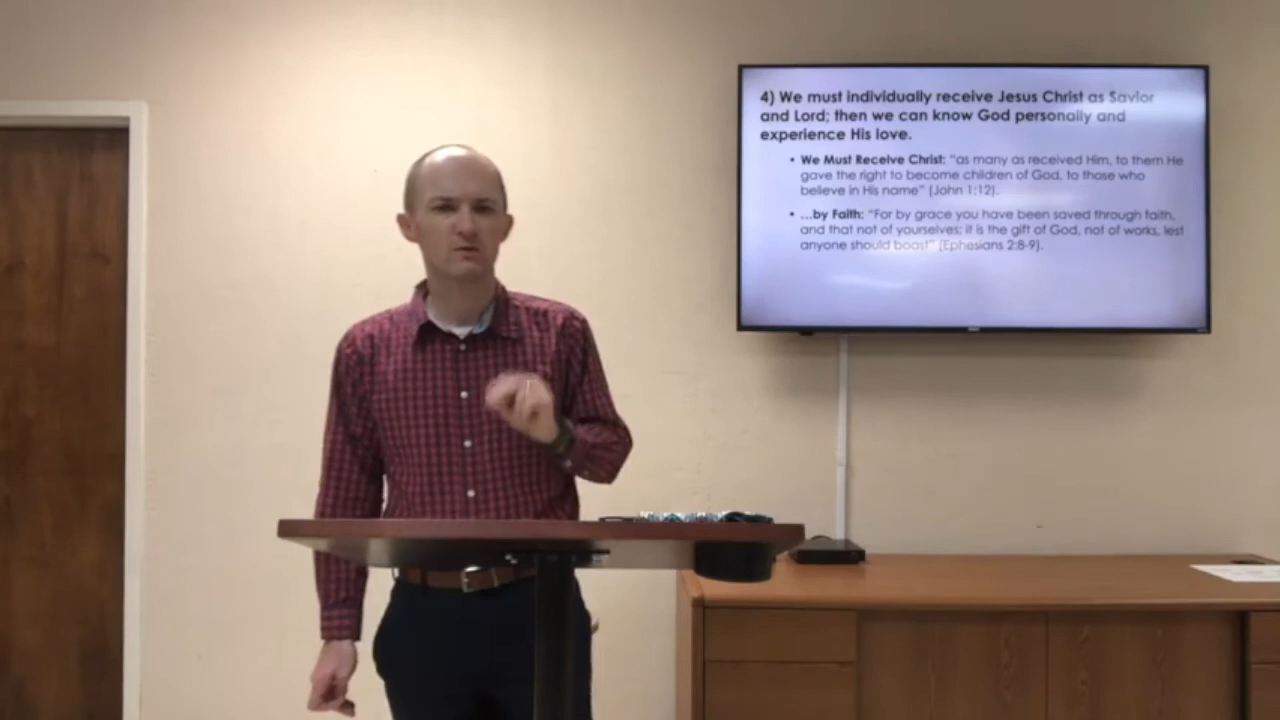 4) We must individually receive Jesus Christ as Savior
and Lord; then we can know God personally and
experience His love.
• We Must Receive Christ: “as many as received Him, to them He
gave the right to become children of God, to those who
believe in His name” (John 1:12).
• ...by Faith: “For by grace you have been saved through faith,
and that not of yourselves; it is the gift of God, not of works, lest
anyone should boast” (Ephesians 2:8-9).